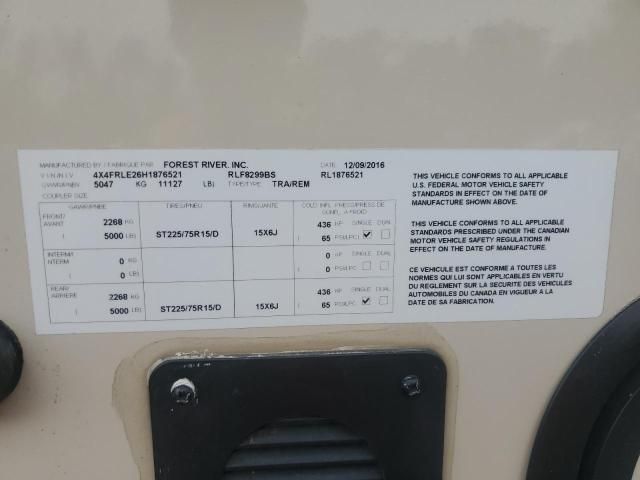 MANUFACTURED BY / FABRIQUE PAR FOREST RIVER. INC. DATE: 12/09/2016
V I N / N I V 4X4FRLE26H1876521 RLF8299BS RL1876521
GVWR/PNBV 5047 KG 11127 LB) TYPE/TYPE: TRA/REM
COUPLER SIZE
GAWR/PNBE TIRES/PNEU RIMS/JANTE COLD INFL PRESS/PRESS DE GONFL. A FROID
FRONT/ AVANT 2268 KG 436 KP SINGLE DUAL
( 5000 LB) ST225/75R15/D 15X6J ( 65 PSI/LPC)
INTERM/ 0 KG 0 KP SINGLE DUAL
( 0 LB) ( 0 PSI/LPC)
REAR/ ARRIERE 2268 KG 436 KP SINGLE DUAL
( 5000 LB) ST225/75R15/D 15X6J ( 65 PSI/LPC
THIS VEHICLE CONFORMS TO ALL APPLICABLE
U.S. FEDERAL MOTOR VEHICLE SAFETY
STANDARDS IN EFFECT ON THE DATE OF
MANUFACTURE SHOWN ABOVE.
THIS VEHICLE CONFORMS TO ALL APPLICABLE
STANDARDS PRESCRIBED UNDER THE CANADIAN
MOTOR VEHICLE SAFETY REGULATIONS IN
EFFECT ON THE DATE OF MANUFACTURE.
CE VEHICULE EST CONFORME A TOUTES LES
NORMES QUI LUI SONT APPLICABLES EN VERTU
DU REGLEMENT SUR LA SECURITE DES VEHICLES
AUTOMOBILES DU CANADA EN VIGUEUR A LA
DATE DE SA FABRICATION.